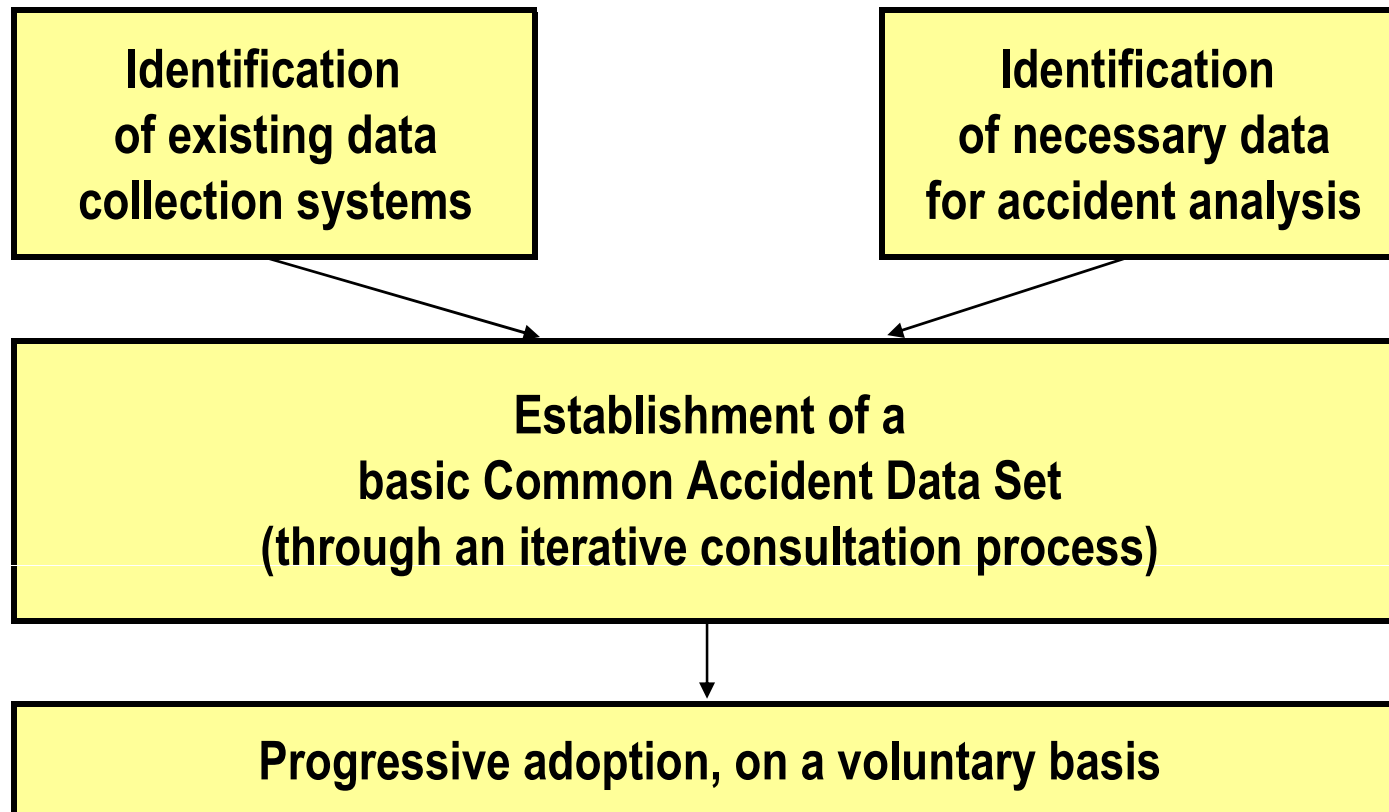 Identification
of existing data
collection systems
Identification
of necessary data
for accident analysis
Establishment of a
basic Common Accident Data Set
(through an iterative consultation process)
Progressive adoption, on a voluntary basis